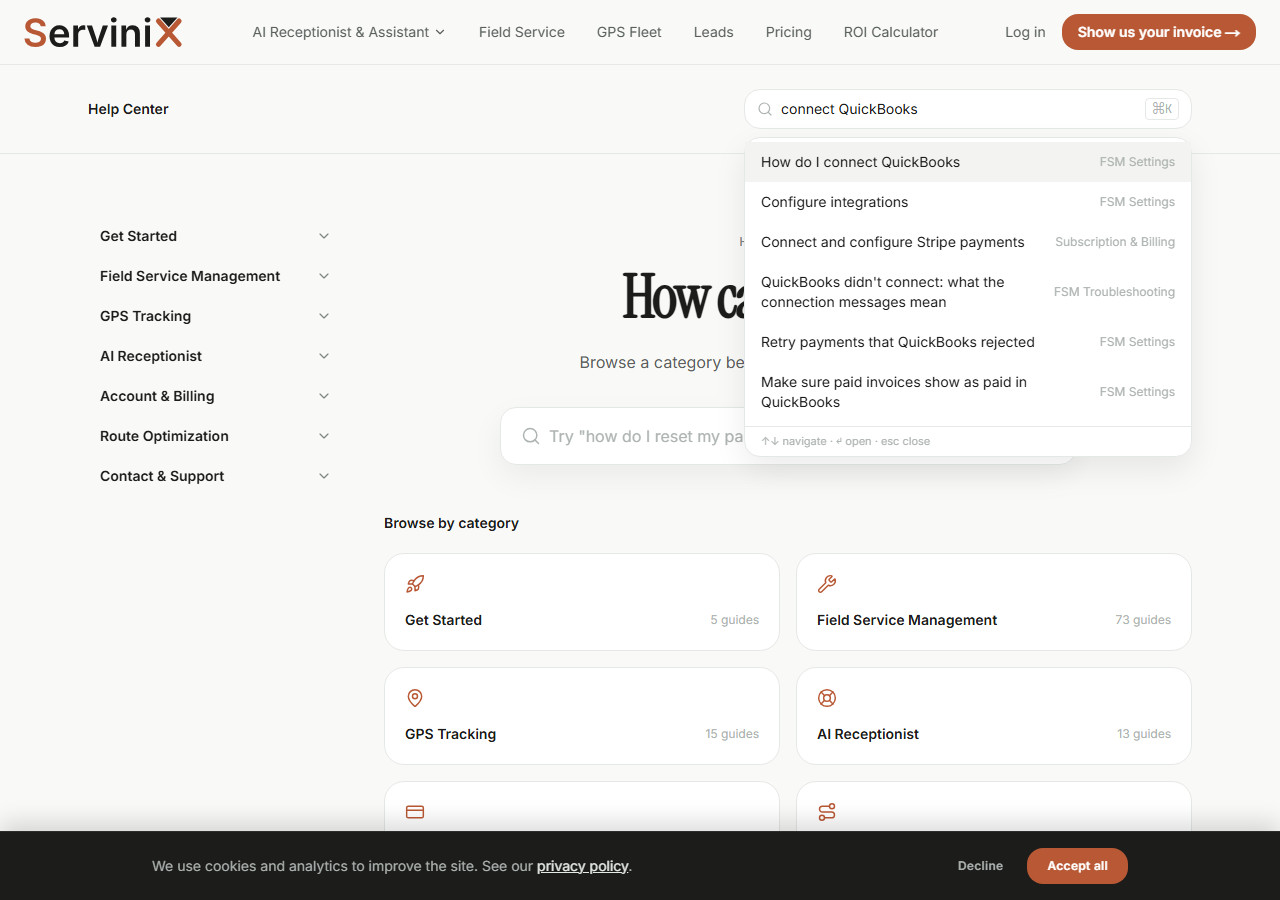 ServiniX
AI Receptionist & Assistant
Field Service
GPS Fleet
Leads
Pricing
ROI Calculator
Log in
Show us your invoice →
Help Center
connect QuickBooks
⌘K
How do I connect QuickBooks
FSM Settings
Configure integrations
FSM Settings
Connect and configure Stripe payments
Subscription & Billing
QuickBooks didn't connect: what the
connection messages mean
FSM Troubleshooting
Retry payments that QuickBooks rejected
FSM Settings
Make sure paid invoices show as paid in
QuickBooks
FSM Settings
↑↓ navigate · ↵ open · esc close
Get Started
Field Service Management
GPS Tracking
AI Receptionist
Account & Billing
Route Optimization
Contact & Support
How
Browse a category
Try "how do I reset my
Browse by category
Get Started
5 guides
Field Service Management
73 guides
GPS Tracking
15 guides
AI Receptionist
13 guides
We use cookies and analytics to improve the site. See our privacy policy.
Decline
Accept all